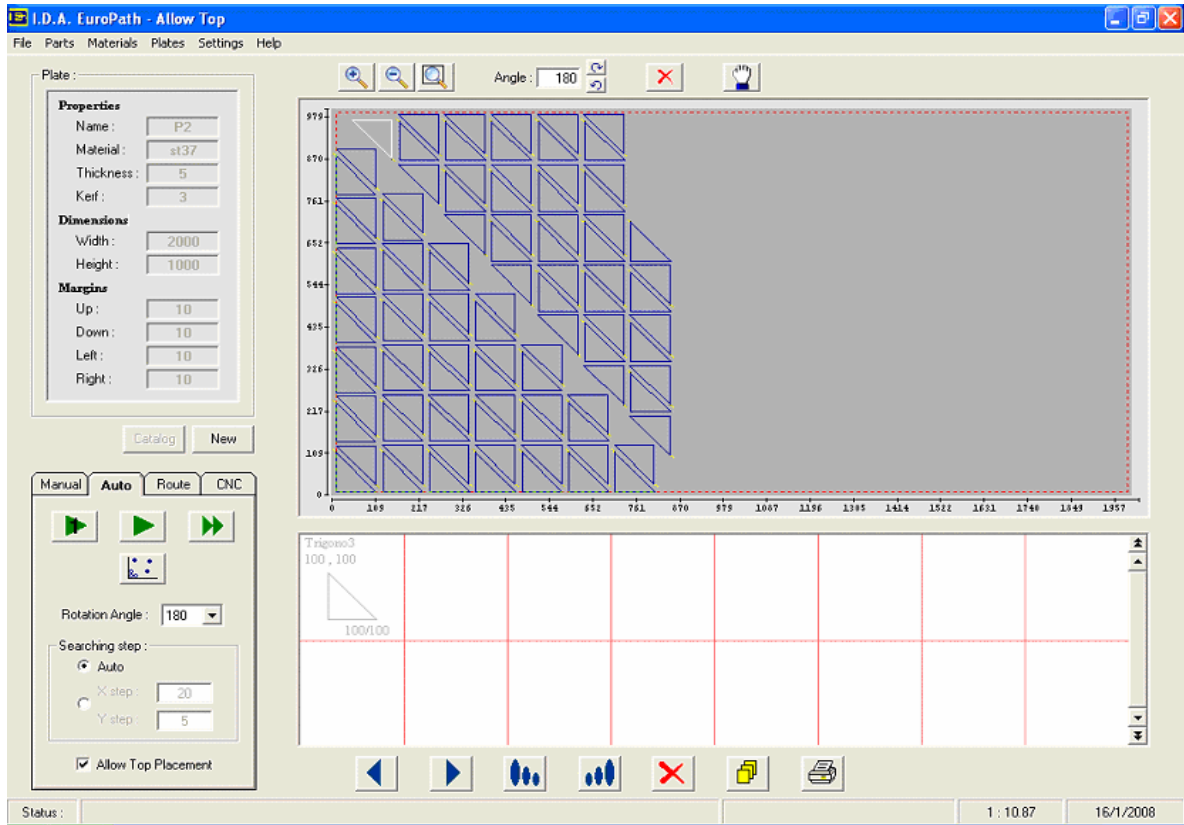 I.D.A. EuroPath - Allow Top
File Parts Materials Plates Settings Help
Plate :
Properties
Name : P2
Material : st37
Thickness : 5
Kerf : 3
Dimensions
Width : 2000
Height : 1000
Margins
Up : 10
Down : 10
Left : 10
Right : 10
Catalog New
Manual Auto Route CNC
1
Rotation Angle : 180
Searching step :
Auto
X step : 20
Y step : 5
Allow Top Placement
Angle : 180
979
870
761
652
544
435
326
217
109
0
0 109 217 326 435 544 652 761 870 979 1087 1196 1305 1414 1522 1631 1740 1849 1957
Trigono3
100 , 100
100/100
Status :
1 : 10.87
16/1/2008